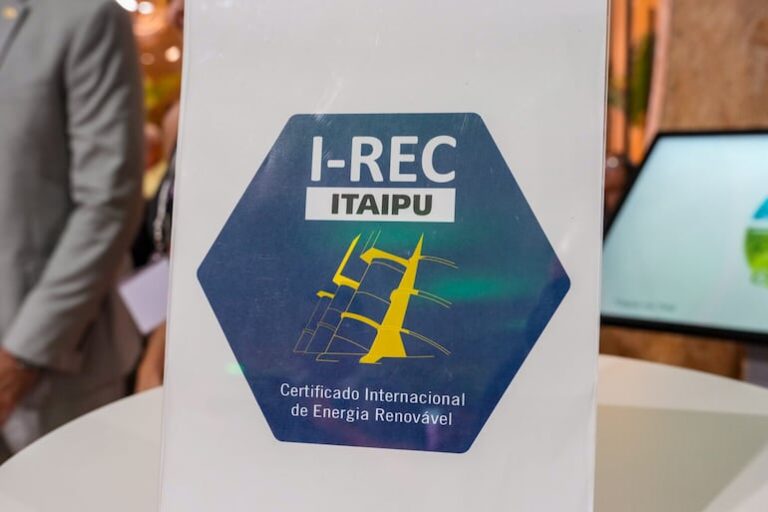 I-REC
ITAIPU
Certificado Internacional
de Energia Renovável